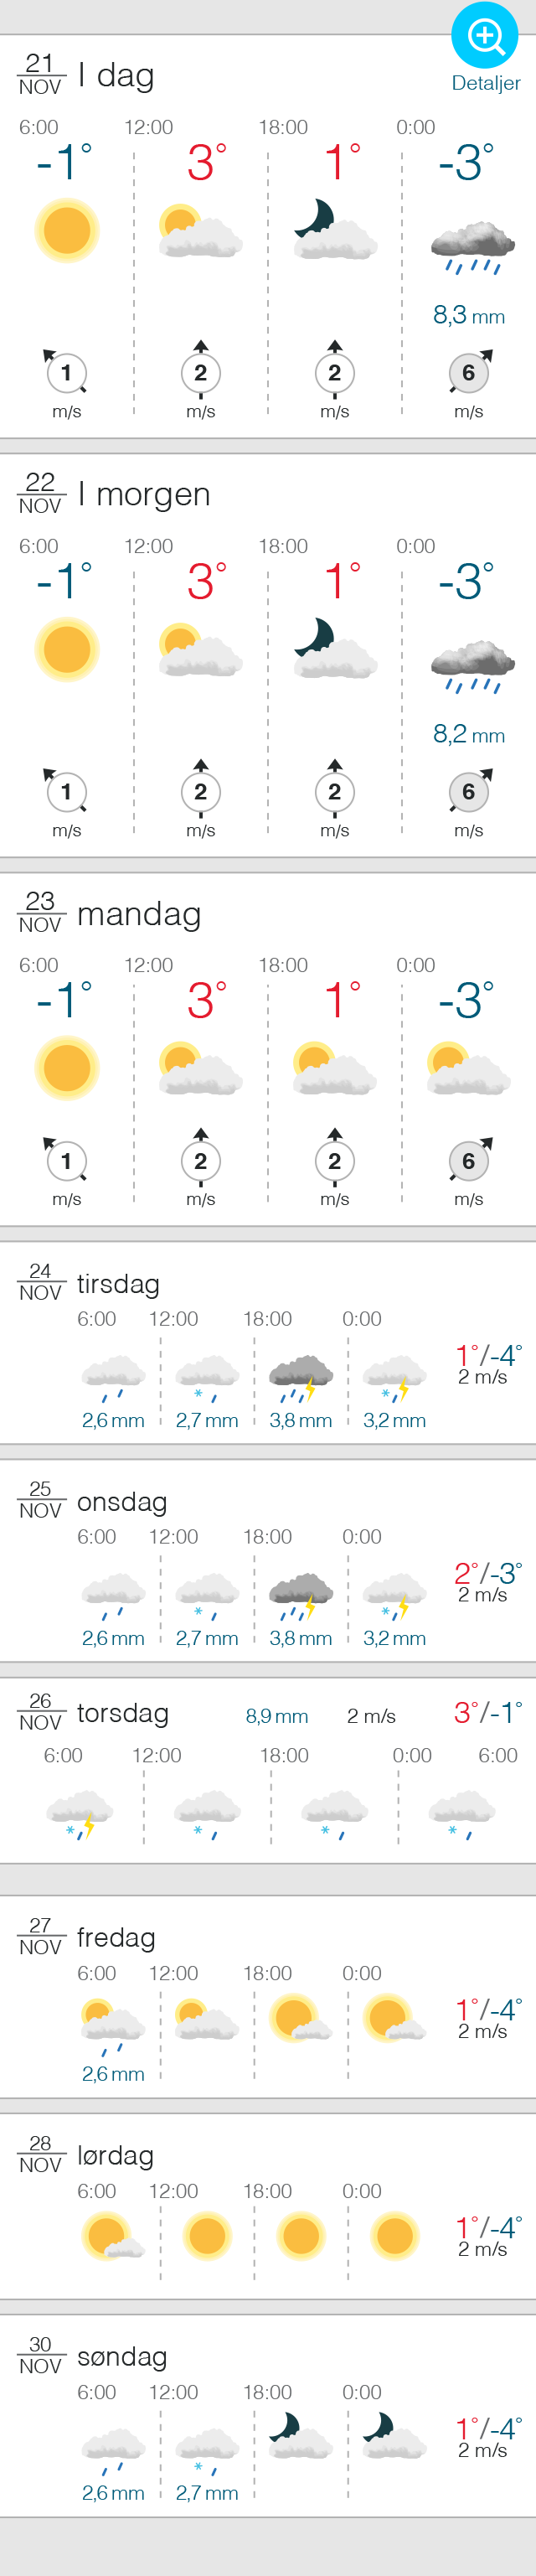 21
NOV
I dag
Detaljer
6:00 12:00 18:00 0:00
-1° 3° 1° -3°
8,3 mm
1 2 2 6
m/s m/s m/s m/s
22
NOV
I morgen
6:00 12:00 18:00 0:00
-1° 3° 1° -3°
8,2 mm
1 2 2 6
m/s m/s m/s m/s
23
NOV
mandag
6:00 12:00 18:00 0:00
-1° 3° 1° -3°
1 2 2 6
m/s m/s m/s m/s
24
NOV
tirsdag
6:00 12:00 18:00 0:00
1°/-4°
2 m/s
2,6 mm 2,7 mm 3,8 mm 3,2 mm
25
NOV
onsdag
6:00 12:00 18:00 0:00
2°/-3°
2 m/s
2,6 mm 2,7 mm 3,8 mm 3,2 mm
26
NOV
torsdag 8,9 mm 2 m/s 3°/-1°
6:00 12:00 18:00 0:00 6:00
27
NOV
fredag
6:00 12:00 18:00 0:00
1°/-4°
2 m/s
2,6 mm
28
NOV
lørdag
6:00 12:00 18:00 0:00
1°/-4°
2 m/s
30
NOV
søndag
6:00 12:00 18:00 0:00
1°/-4°
2 m/s
2,6 mm 2,7 mm